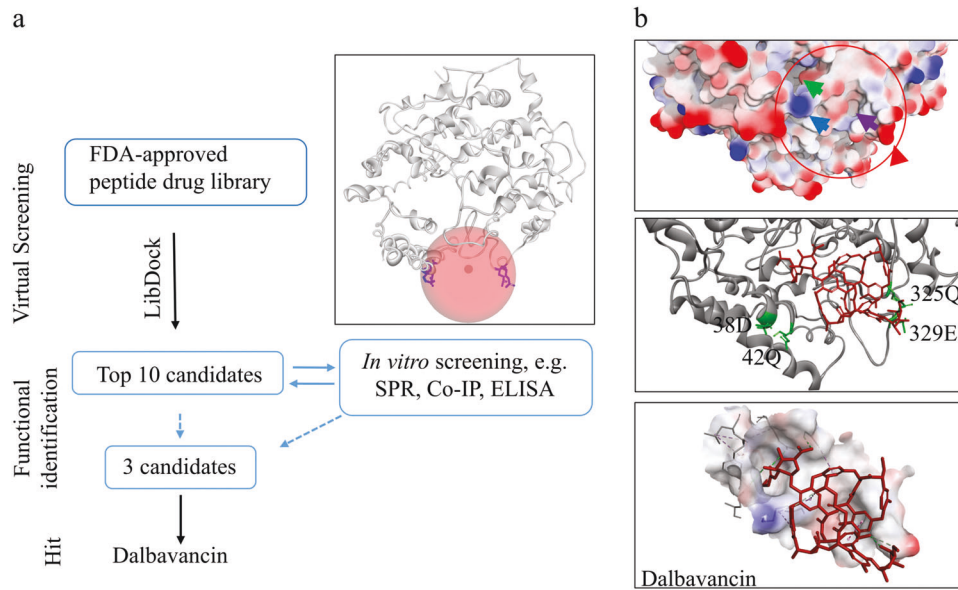 a
Virtual Screening
FDA-approved
peptide drug library
LibDock
Functional
identification
Top 10 candidates
In vitro screening, e.g.
SPR, Co-IP, ELISA
3 candidates
Hit
Dalbavancin
b
38D
42Q
325Q
329E
Dalbavancin